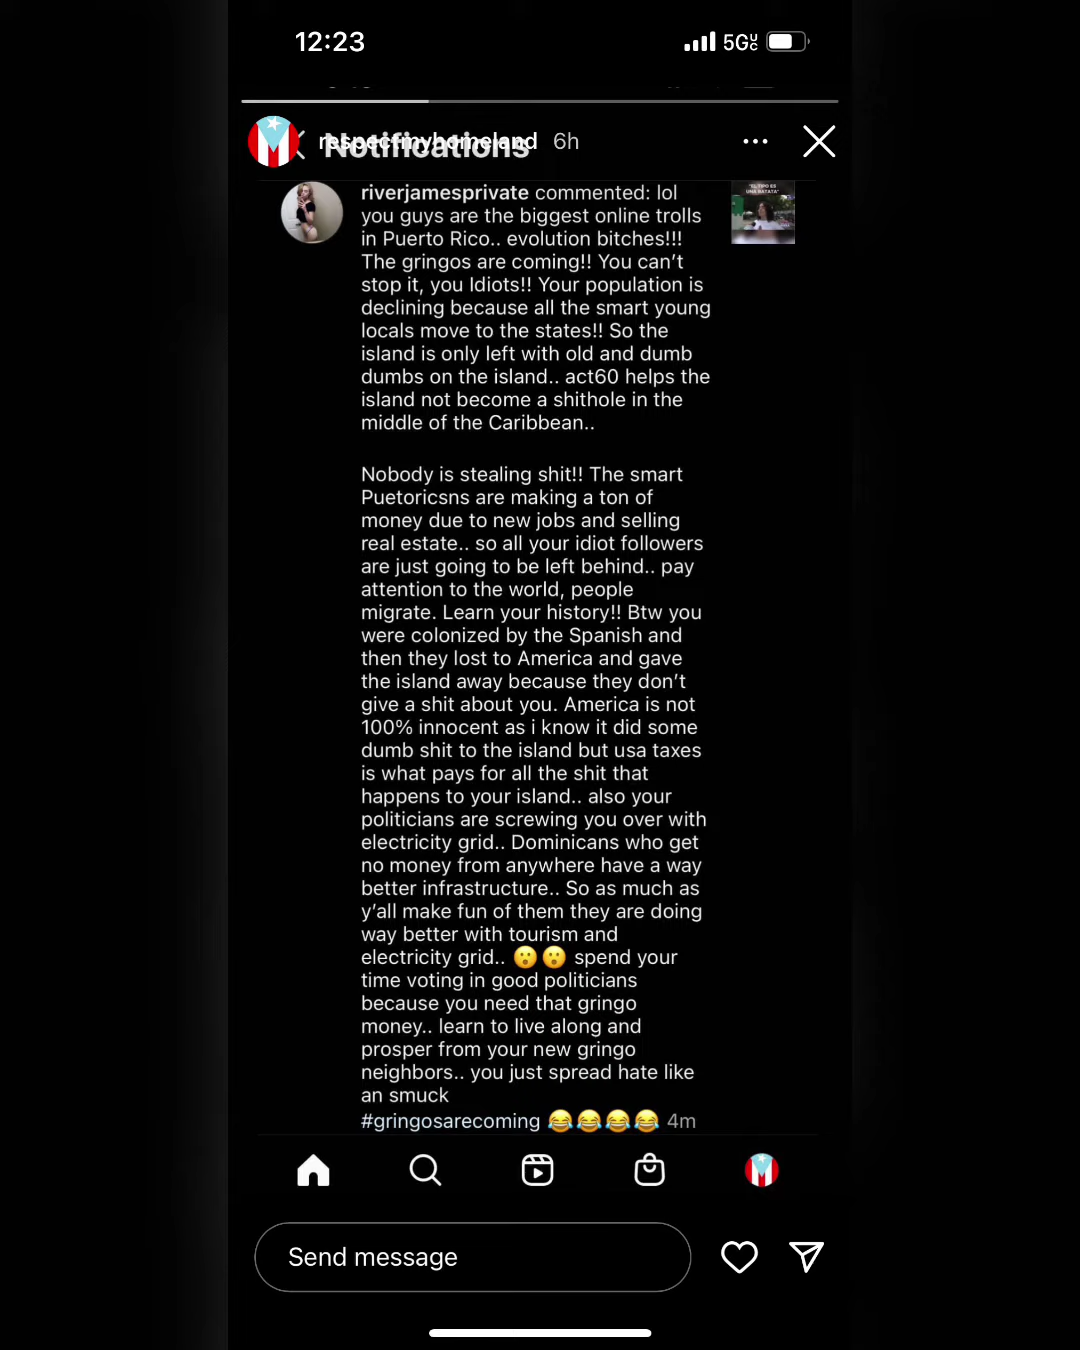 12:23
5G UC
respectmyhomeland 6h
Notifications
riverjamesprivate commented: lol
you guys are the biggest online trolls
in Puerto Rico.. evolution bitches!!!
The gringos are coming!! You can't
stop it, you Idiots!! Your population is
declining because all the smart young
locals move to the states!! So the
island is only left with old and dumb
dumbs on the island.. act60 helps the
island not become a shithole in the
middle of the Caribbean..
Nobody is stealing shit!! The smart
Puetoricsns are making a ton of
money due to new jobs and selling
real estate.. so all your idiot followers
are just going to be left behind.. pay
attention to the world, people
migrate. Learn your history!! Btw you
were colonized by the Spanish and
then they lost to America and gave
the island away because they don't
give a shit about you. America is not
100% innocent as i know it did some
dumb shit to the island but usa taxes
is what pays for all the shit that
happens to your island.. also your
politicians are screwing you over with
electricity grid.. Dominicans who get
no money from anywhere have a way
better infrastructure.. So as much as
y'all make fun of them they are doing
way better with tourism and
electricity grid.. 😮😮 spend your
time voting in good politicians
because you need that gringo
money.. learn to live along and
prosper from your new gringo
neighbors.. you just spread hate like
an smuck
#gringosarecoming 😂😂😂😂 4m
Send message